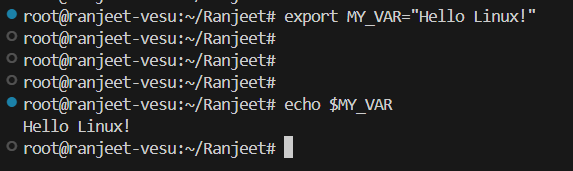 root@ranjeet-vesu:~/Ranjeet# export MY_VAR="Hello Linux!"
root@ranjeet-vesu:~/Ranjeet#
root@ranjeet-vesu:~/Ranjeet#
root@ranjeet-vesu:~/Ranjeet#
root@ranjeet-vesu:~/Ranjeet# echo $MY_VAR
Hello Linux!
root@ranjeet-vesu:~/Ranjeet#